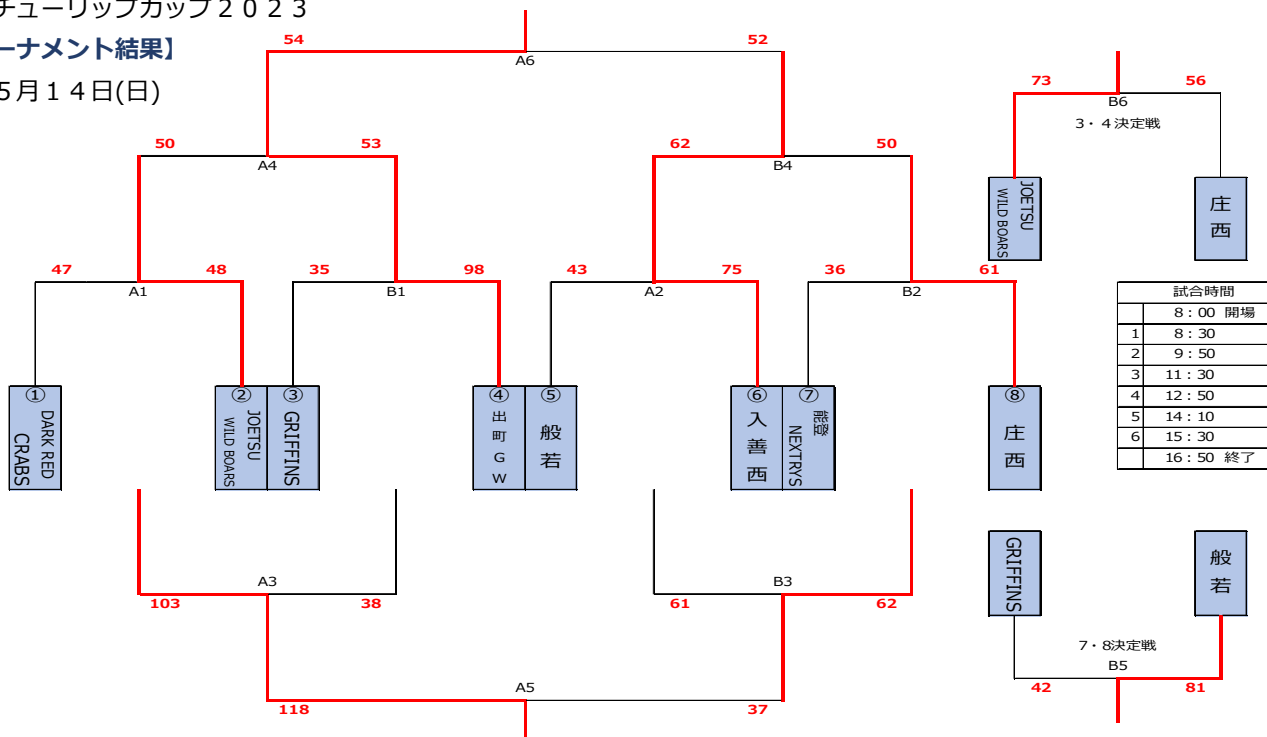 チューリップカップ２０２３
ーナメント結果】
５月１４日(日)
54
52
A6
73
56
B6
3・4決定戦
50
53
A4
62
50
B4
JOETSU
WILD BOARS
庄西
47
48
A1
35
98
B1
43
75
A2
36
61
B2
試合時間
8：00 開場
1 8：30
2 9：50
3 11：30
4 12：50
5 14：10
6 15：30
16：50 終了
①
DARK RED
CRABS
②
JOETSU
WILD BOARS
③
GRIFFINS
④
出町GW
⑤
般若
⑥
入善西
⑦
能登
NEXTRYS
⑧
庄西
A3
103
38
B3
61
62
GRIFFINS
般若
7・8決定戦
B5
42
81
A5
118
37